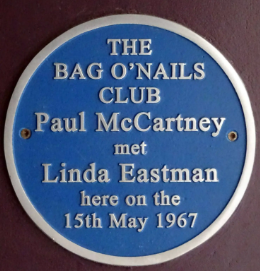 THE
BAG O'NAILS
CLUB
Paul McCartney
met
Linda Eastman
here on the
15th May 1967